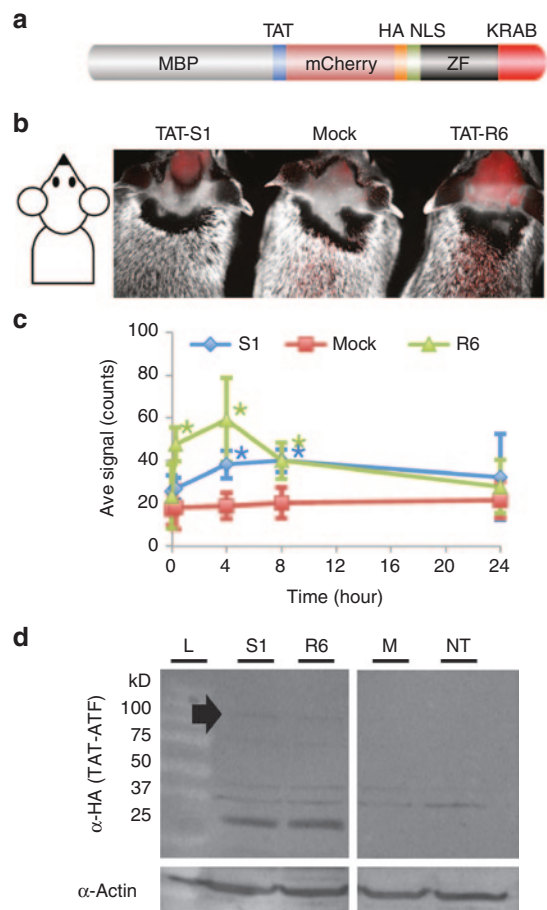 a
TAT HA NLS KRAB
MBP mCherry ZF
b
TAT-S1 Mock TAT-R6
c
S1 Mock R6
Ave signal (counts)
100
80
60
40
20
0
* * * * *
0 4 8 12 16 20 24
Time (hour)
d
L S1 R6 M NT
kD
100
75
50
37
25
α-HA (TAT-ATF)
α-Actin